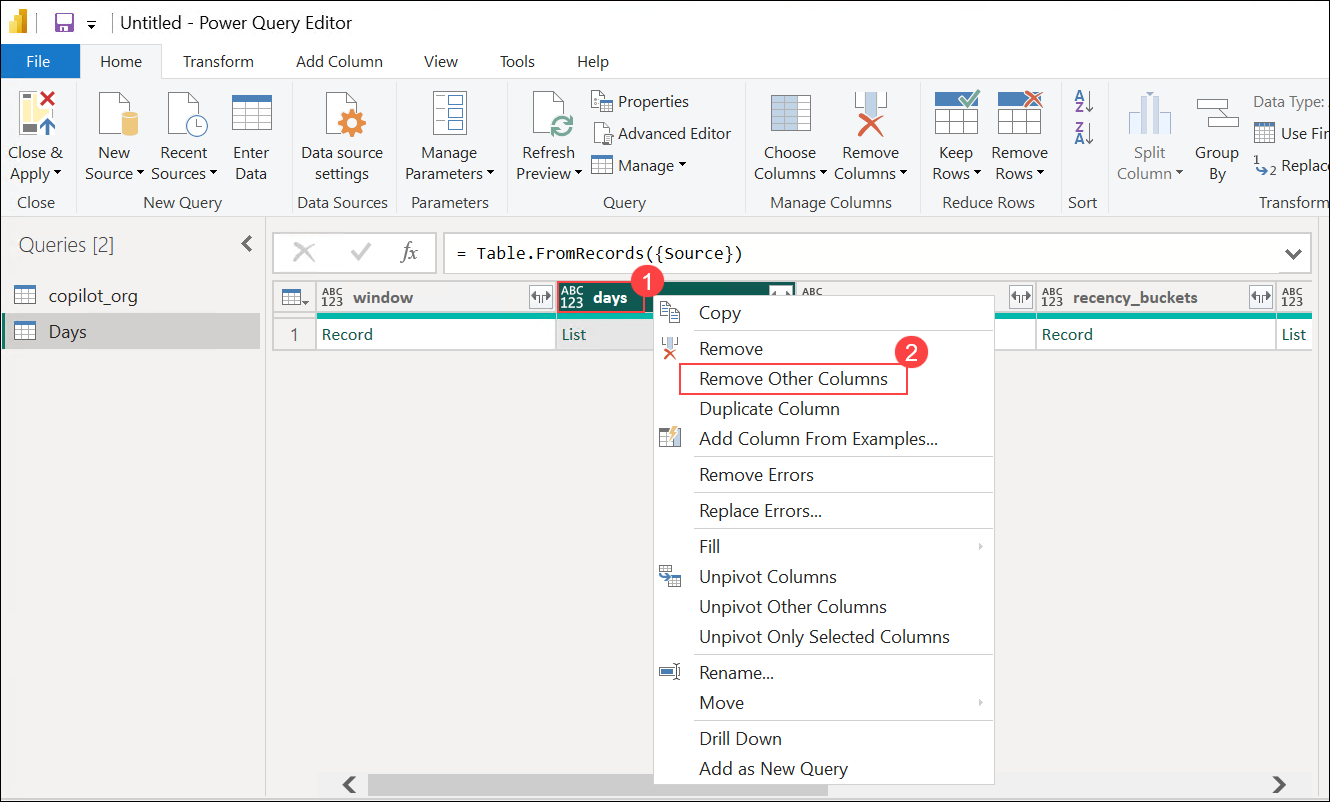 Untitled - Power Query Editor
File Home Transform Add Column View Tools Help
Close & Apply
Close
New Source
Recent Sources
Enter Data
New Query
Data source settings
Data Sources
Manage Parameters
Parameters
Refresh Preview
Properties
Advanced Editor
Manage
Query
Choose Columns
Remove Columns
Manage Columns
Keep Rows
Remove Rows
Reduce Rows
A
Z
Z
A
Sort
Split Column
Group By
Data Type:
Use Fir
1
2
Replace
Transform
Queries [2]
copilot_org
Days
fx
= Table.FromRecords({Source})
ABC
123 window
ABC
123 days
1
ABC
ABC
123 recency_buckets
ABC
123
1 Record List Record List
Copy
Remove
2
Remove Other Columns
Duplicate Column
Add Column From Examples...
Remove Errors
Replace Errors...
Fill
Unpivot Columns
Unpivot Other Columns
Unpivot Only Selected Columns
Rename...
Move
Drill Down
Add as New Query